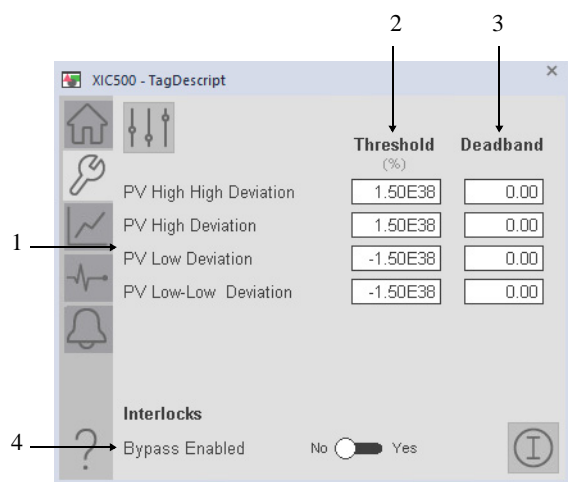 2 3
XIC500 - TagDescript ×
Threshold Deadband
(%)
PV High High Deviation 1.50E38 0.00
PV High Deviation 1.50E38 0.00
1
PV Low Deviation -1.50E38 0.00
PV Low-Low Deviation -1.50E38 0.00
Interlocks
4 ? Bypass Enabled No Yes I